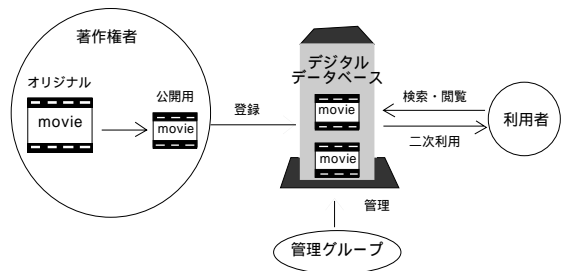 著作権者
オリジナル
movie
公開用
movie
登録
デジタル
データベース
movie
movie
検索・閲覧
二次利用
利用者
管理
管理グループ